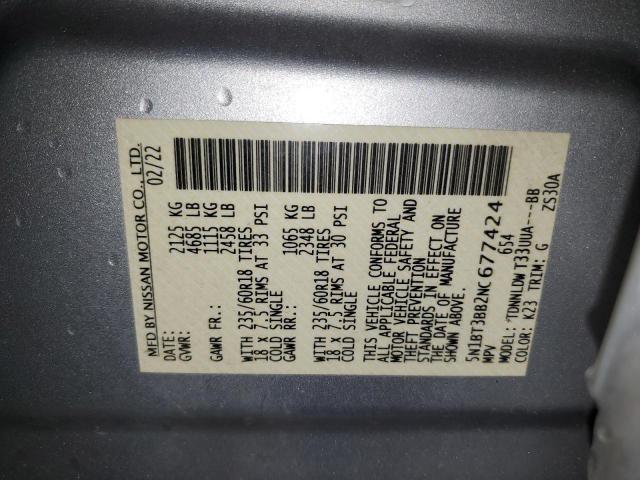 MFD BY NISSAN MOTOR CO., LTD.
DATE: 02/22
GVWR: 2125 KG
4685 LB
GAWR FR.: 1115 KG
2458 LB
WITH 235/60R18 TIRES
18 x 7.5 RIMS AT 33 PSI
COLD SINGLE
GAWR RR.: 1065 KG
2348 LB
WITH 235/60R18 TIRES
18 x 7.5 RIMS AT 30 PSI
COLD SINGLE
THIS VEHICLE CONFORMS TO
ALL APPLICABLE FEDERAL
MOTOR VEHICLE SAFETY AND
THEFT PREVENTION
STANDARDS IN EFFECT ON
THE DATE OF MANUFACTURE
SHOWN ABOVE.
5N1BT3BB2NC677424
MPV 654
MODEL: TDNNLDW T33UUA---BB
COLOR: K23 TRIM: G ZS30A